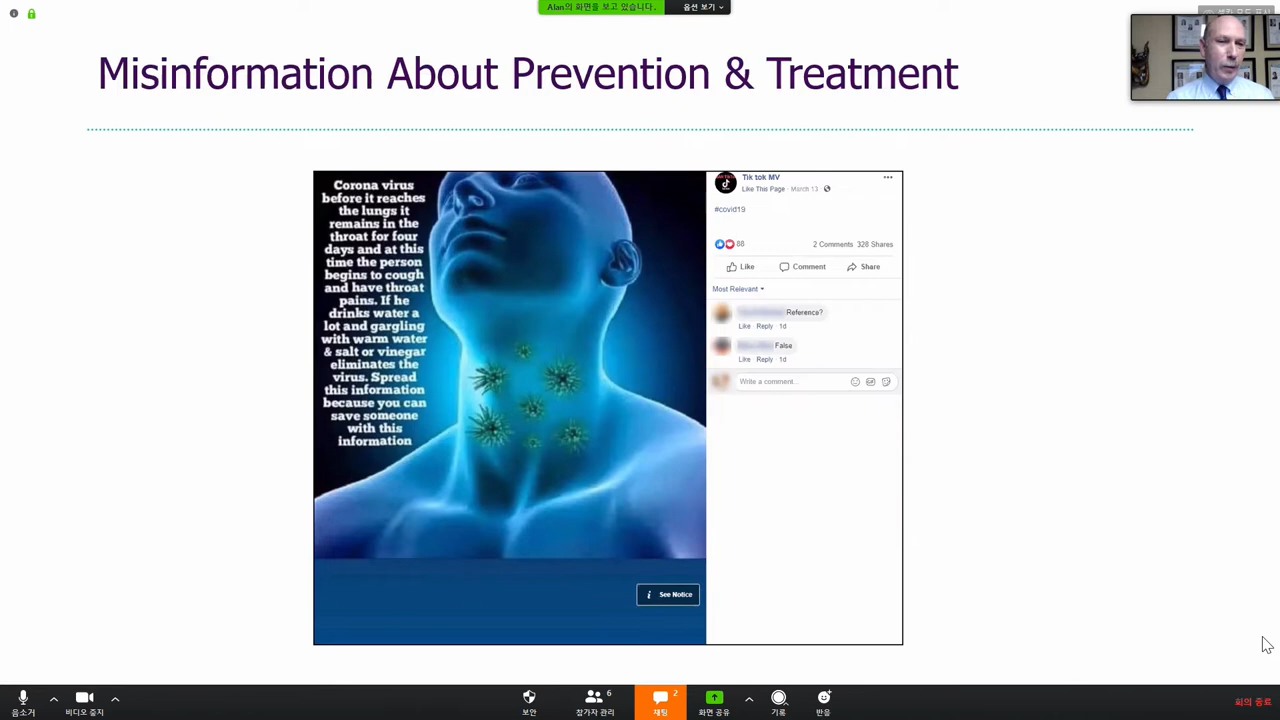 Alan의 화면을 보고 있습니다.
옵션 보기
Misinformation About Prevention & Treatment
Corona virus
before it reaches
the lungs it
remains in the
throat for four
days and at this
time the person
begins to cough
and have throat
pains. If he
drinks water a
lot and gargling
with warm water
& salt or vinegar
eliminates the
virus. Spread
this information
because you can
save someone
with this
information
i See Notice
Tik tok MV
Like This Page · March 13 ·
#covid19
88
2 Comments 328 Shares
Like Comment Share
Most Relevant
Reference?
Like Reply 1d
False
Like Reply 1d
Write a comment...
GIF
음소거
비디오 중지
보안
6
참가자 관리
2
채팅
화면 공유
기록
반응
회의 종료